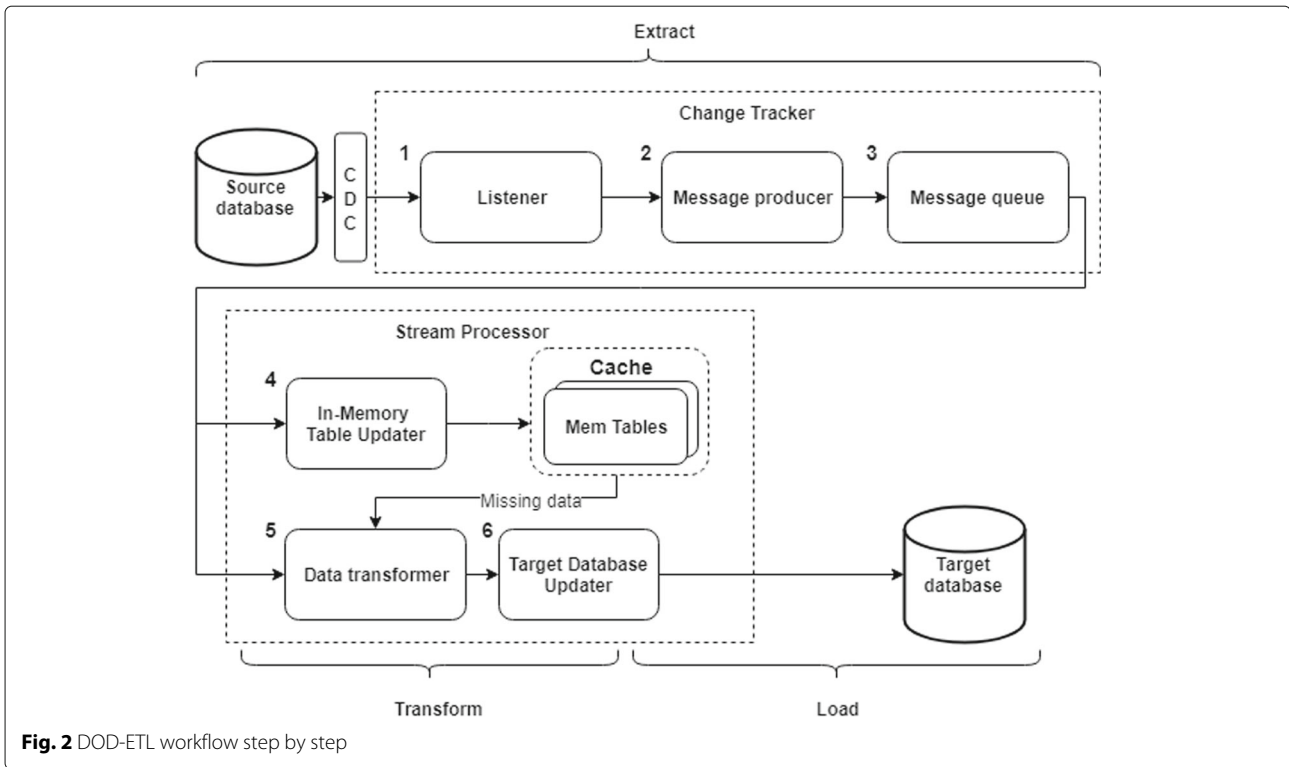 Extract
Change Tracker
Source
database
C
D
C
1
Listener
2
Message producer
3
Message queue
Stream Processor
4
In-Memory
Table Updater
Cache
Mem Tables
Missing data
5
Data transformer
6
Target Database
Updater
Target
database
Transform
Load
Fig. 2 DOD-ETL workflow step by step